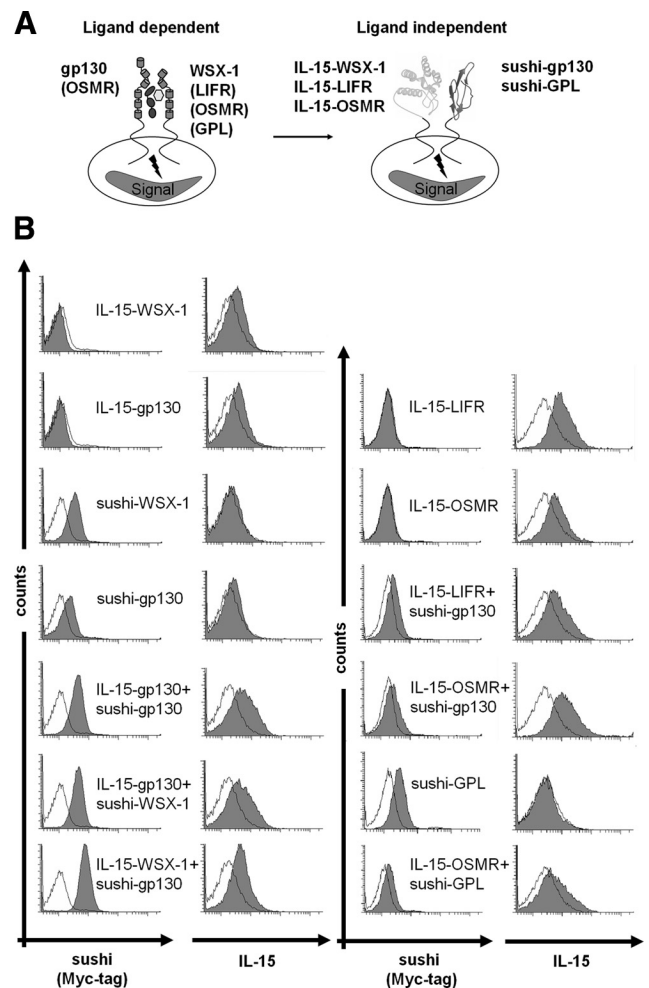 A
Ligand dependent
Ligand independent
gp130
(OSMR)
WSX-1
(LIFR)
(OSMR)
(GPL)
IL-15-WSX-1
IL-15-LIFR
IL-15-OSMR
sushi-gp130
sushi-GPL
Signal
Signal
B
IL-15-WSX-1
IL-15-gp130
sushi-WSX-1
sushi-gp130
IL-15-gp130+
sushi-gp130
IL-15-gp130+
sushi-WSX-1
IL-15-WSX-1+
sushi-gp130
counts
sushi
(Myc-tag)
IL-15
IL-15-LIFR
IL-15-OSMR
IL-15-LIFR+
sushi-gp130
IL-15-OSMR+
sushi-gp130
sushi-GPL
IL-15-OSMR+
sushi-GPL
counts
sushi
(Myc-tag)
IL-15